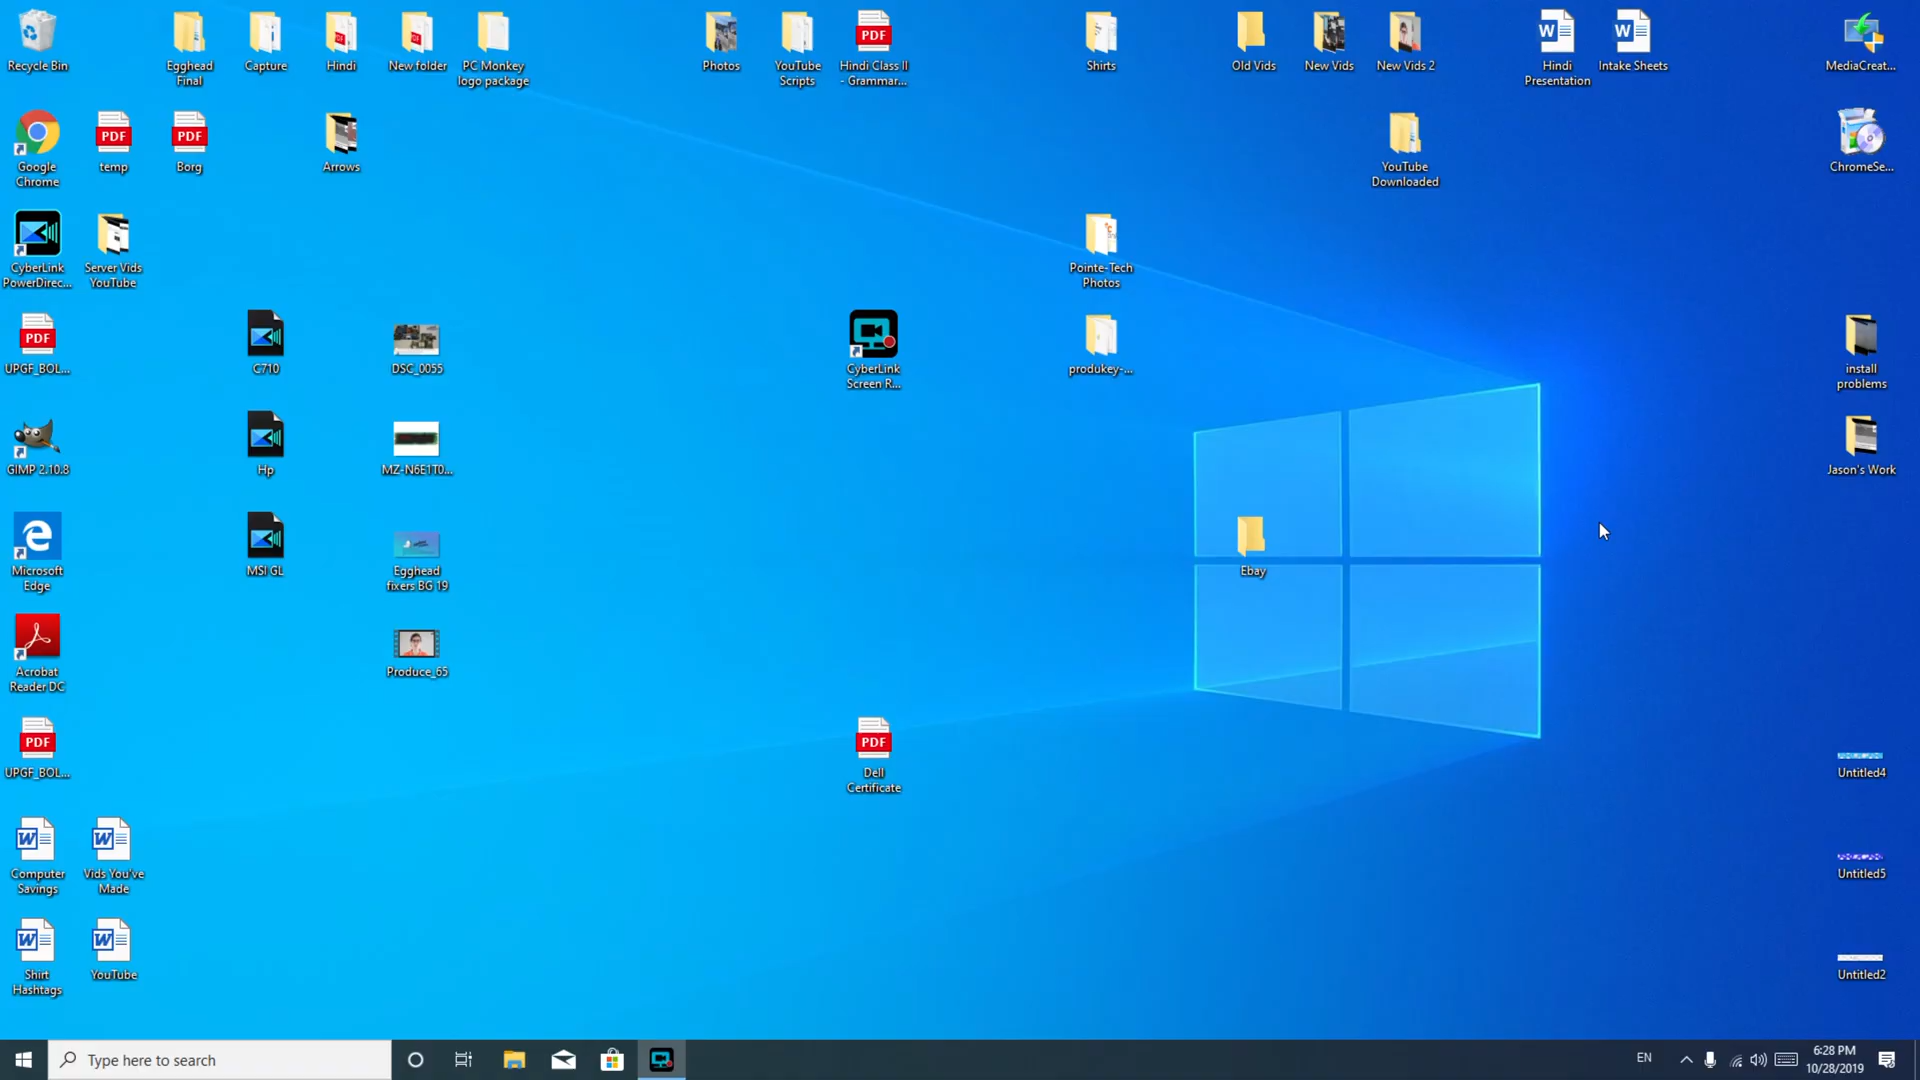 Recycle Bin
Egghead
Final
Capture
Hindi
New folder
PC Monkey
logo package
Photos
YouTube
Scripts
PDF
Hindi Class II
- Grammar...
Shirts
Old Vids
New Vids
New Vids 2
W
Hindi
Presentation
W
Intake Sheets
MediaCreat...
Google
Chrome
PDF
temp
PDF
Borg
Arrows
YouTube
Downloaded
ChromeSe...
CyberLink
PowerDirec...
Server Vids
YouTube
Pointe-Tech
Photos
PDF
UPGF_BOL...
C710
DSC_0055
CyberLink
Screen R...
produkey-...
install
problems
GIMP 2.10.8
Hp
MZ-N6E1T0...
Jason's Work
Microsoft
Edge
MSI GL
Egghead
fixers BG 19
Ebay
Acrobat
Reader DC
Produce_65
PDF
UPGF_BOL...
PDF
Dell
Certificate
Untitled4
W
Computer
Savings
W
Vids You've
Made
Untitled5
W
Shirt
Hashtags
W
YouTube
Untitled2
Type here to search
EN
6:28 PM
10/28/2019